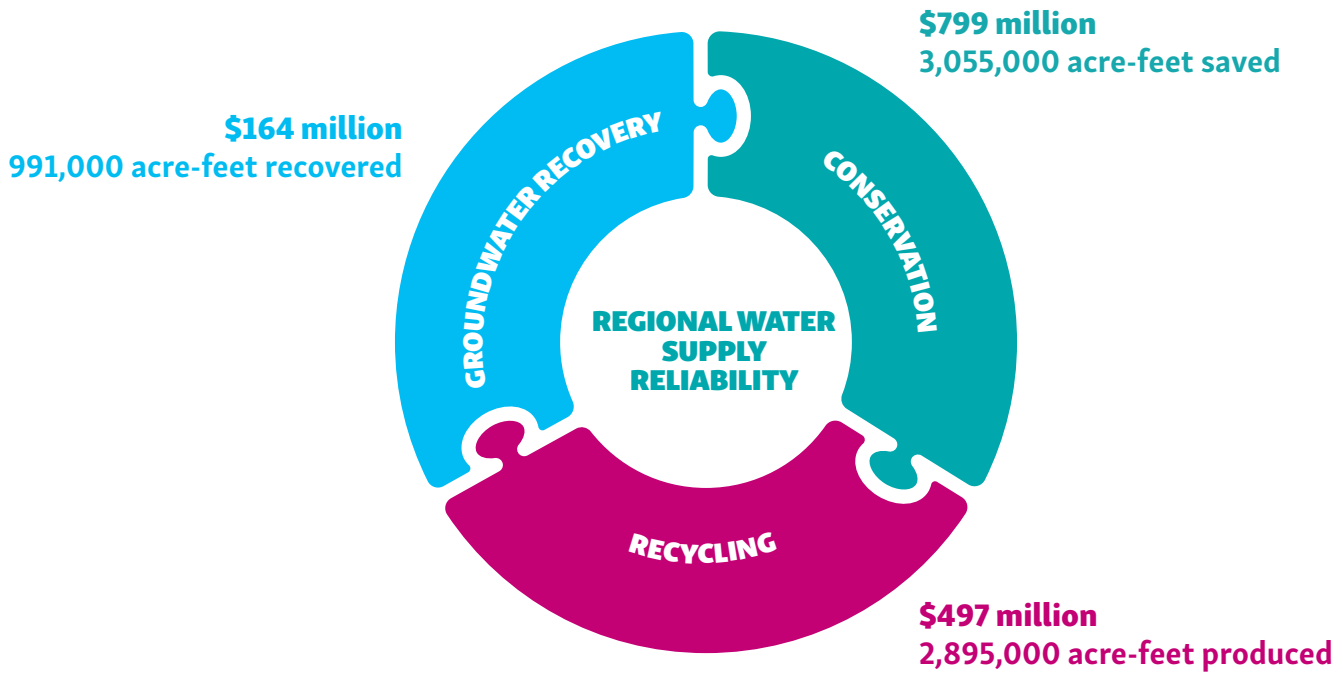 $799 million
3,055,000 acre-feet saved
$164 million
991,000 acre-feet recovered
GROUNDWATER RECOVERY
CONSERVATION
REGIONAL WATER
SUPPLY
RELIABILITY
RECYCLING
$497 million
2,895,000 acre-feet produced